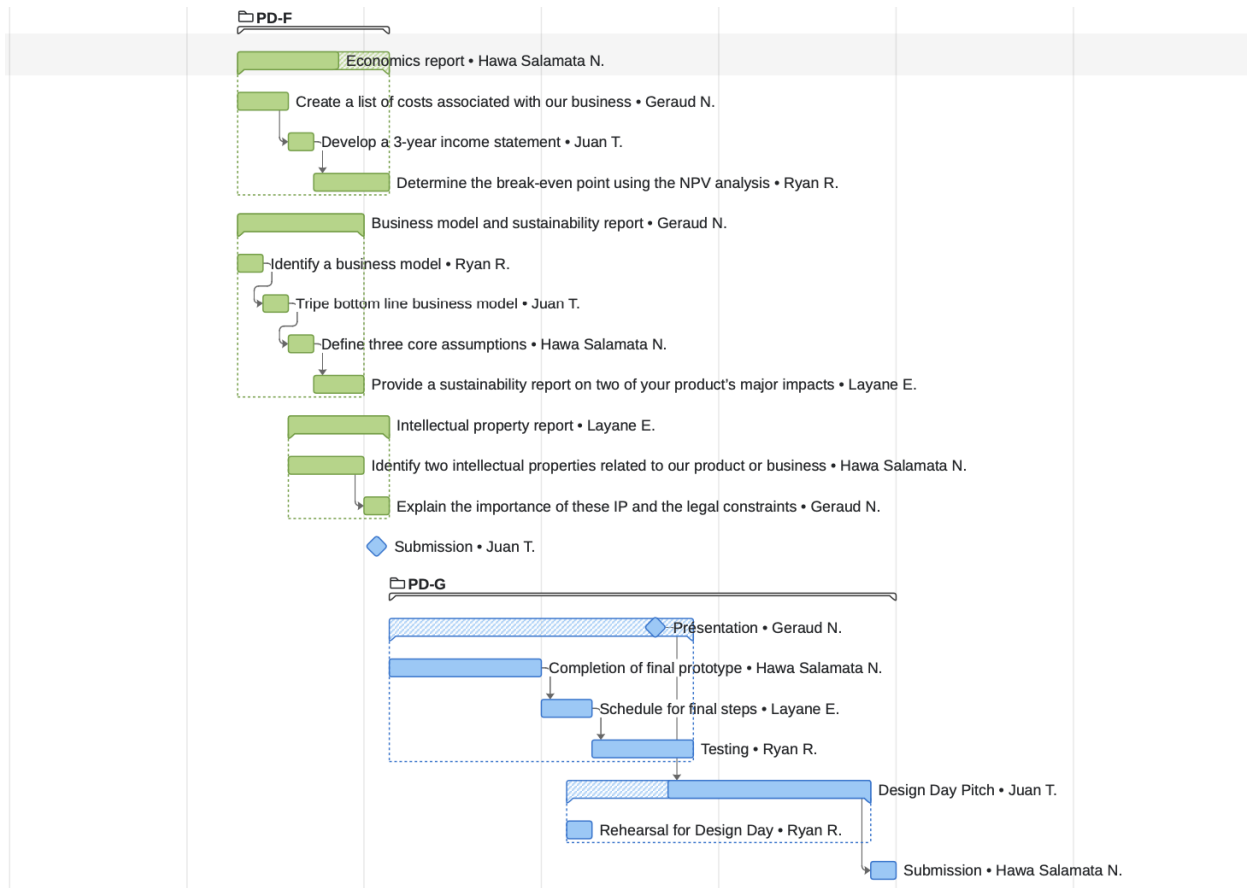 PD-F
Economics report • Hawa Salamata N.
Create a list of costs associated with our business • Geraud N.
Develop a 3-year income statement • Juan T.
Determine the break-even point using the NPV analysis • Ryan R.
Business model and sustainability report • Geraud N.
Identify a business model • Ryan R.
Tripe bottom line business model • Juan T.
Define three core assumptions • Hawa Salamata N.
Provide a sustainability report on two of your product's major impacts • Layane E.
Intellectual property report • Layane E.
Identify two intellectual properties related to our product or business • Hawa Salamata N.
Explain the importance of these IP and the legal constraints • Geraud N.
Submission • Juan T.
PD-G
Présentation • Geraud N.
Completion of final prototype • Hawa Salamata N.
Schedule for final steps • Layane E.
Testing • Ryan R.
Design Day Pitch • Juan T.
Rehearsal for Design Day • Ryan R.
Submission • Hawa Salamata N.